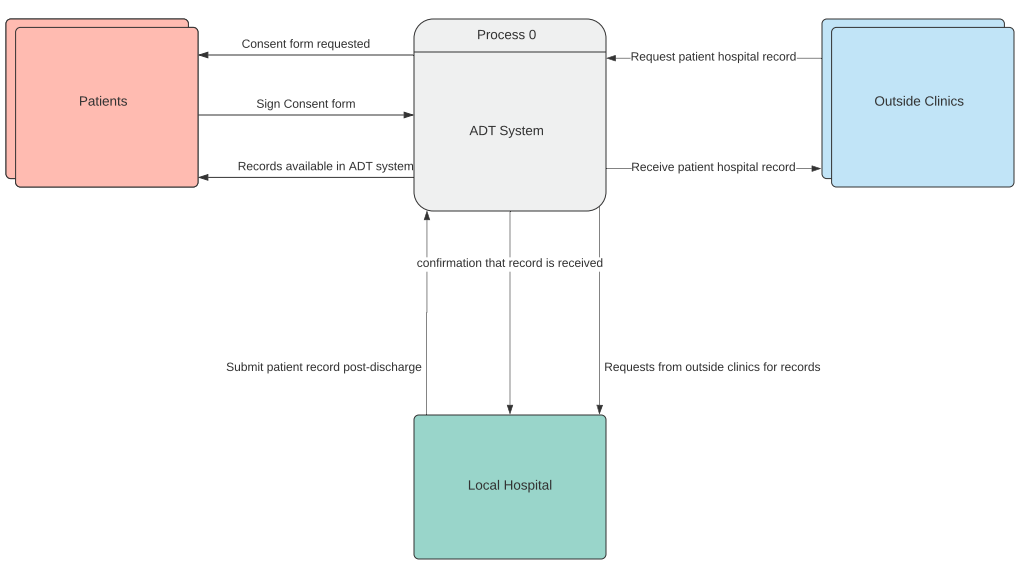 Process 0
Consent form requested
Request patient hospital record
Patients
Sign Consent form
ADT System
Outside Clinics
Records available in ADT system
Receive patient hospital record
confirmation that record is received
Submit patient record post-discharge
Requests from outside clinics for records
Local Hospital